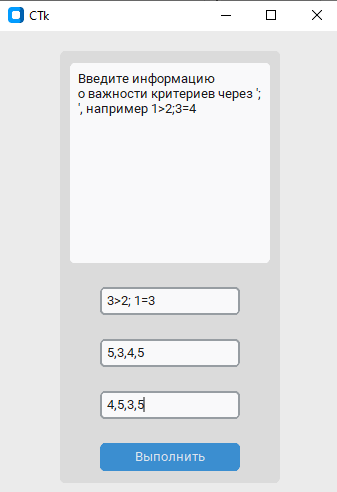 CTk
Введите информацию
о важности критериев через ';
', например 1>2;3=4
3>2; 1=3
5,3,4,5
4,5,3,5
Выполнить